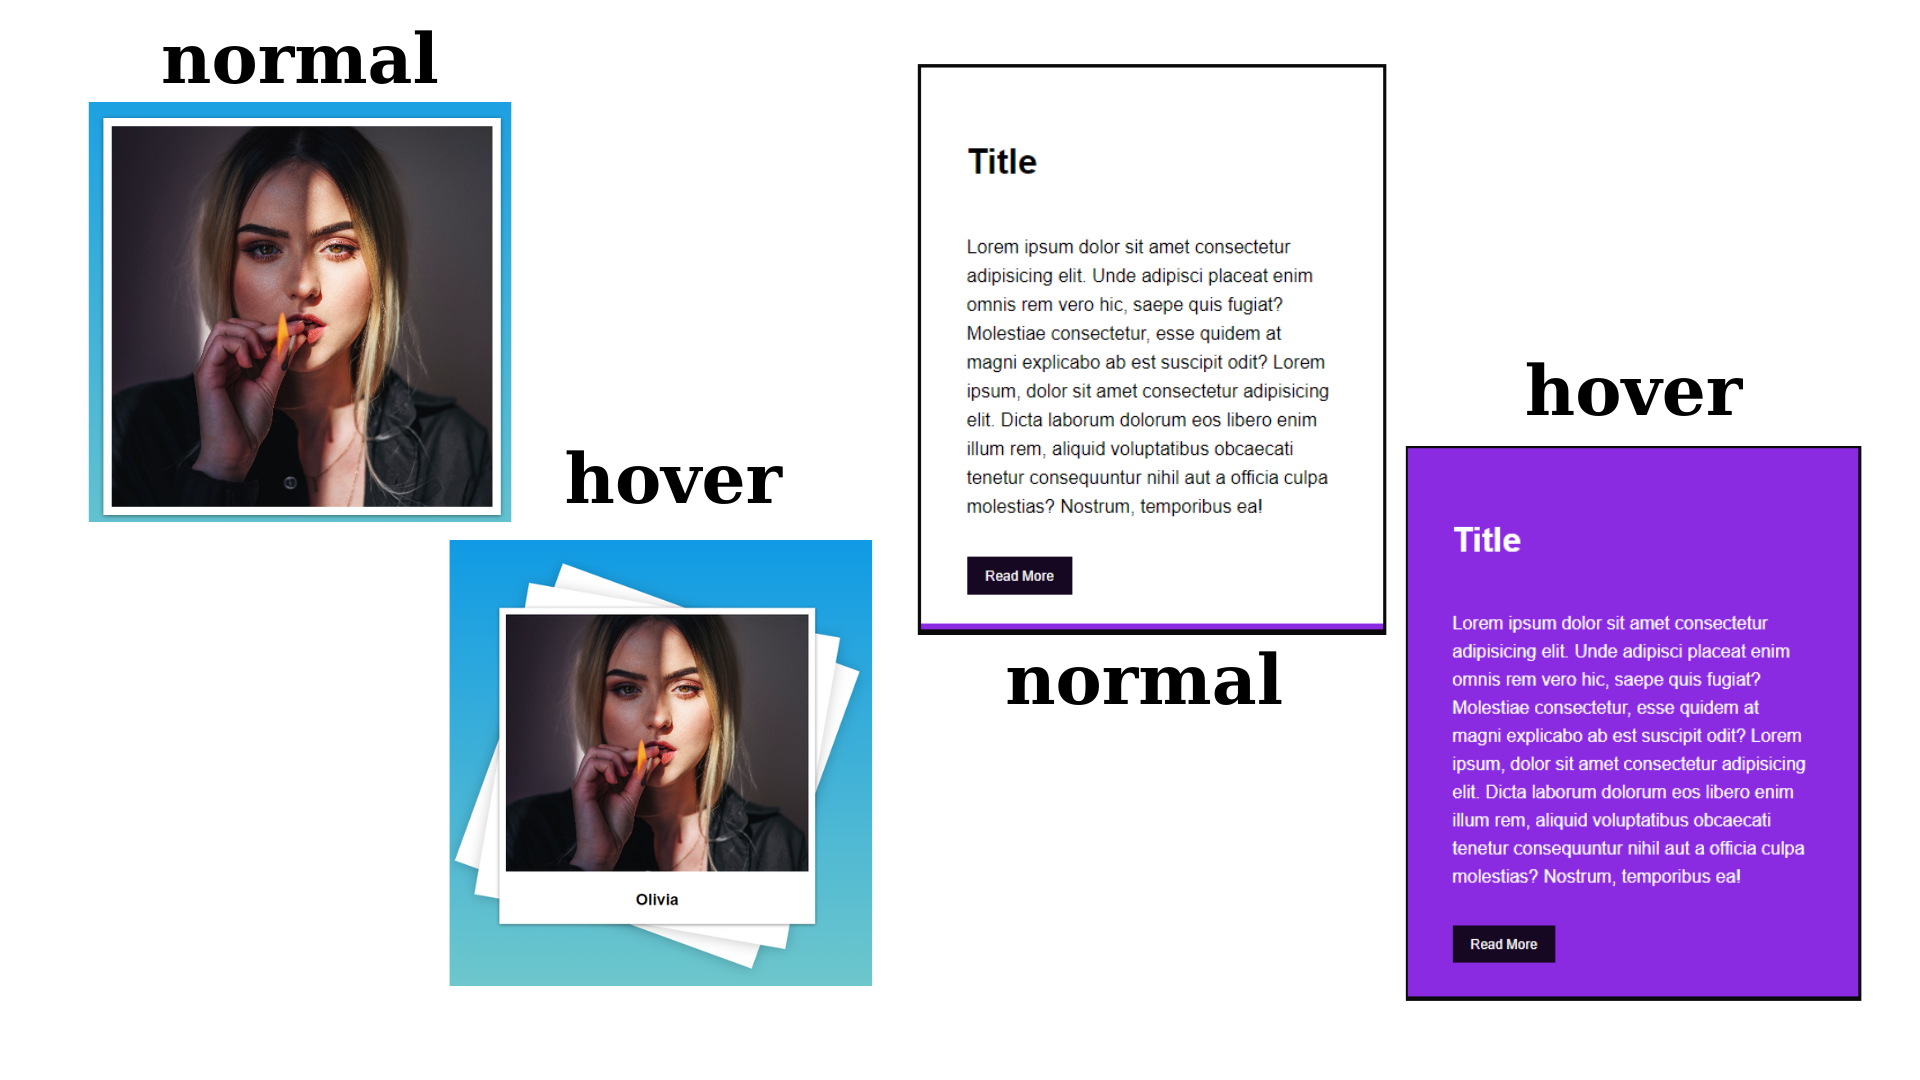 normal
hover
Olivia
Title
Lorem ipsum dolor sit amet consectetur
adipisicing elit. Unde adipisci placeat enim
omnis rem vero hic, saepe quis fugiat?
Molestiae consectetur, esse quidem at
magni explicabo ab est suscipit odit? Lorem
ipsum, dolor sit amet consectetur adipisicing
elit. Dicta laborum dolorum eos libero enim
illum rem, aliquid voluptatibus obcaecati
tenetur consequuntur nihil aut a officia culpa
molestias? Nostrum, temporibus ea!
Read More
normal
hover
Title
Lorem ipsum dolor sit amet consectetur
adipisicing elit. Unde adipisci placeat enim
omnis rem vero hic, saepe quis fugiat?
Molestiae consectetur, esse quidem at
magni explicabo ab est suscipit odit? Lorem
ipsum, dolor sit amet consectetur adipisicing
elit. Dicta laborum dolorum eos libero enim
illum rem, aliquid voluptatibus obcaecati
tenetur consequuntur nihil aut a officia culpa
molestias? Nostrum, temporibus ea!
Read More